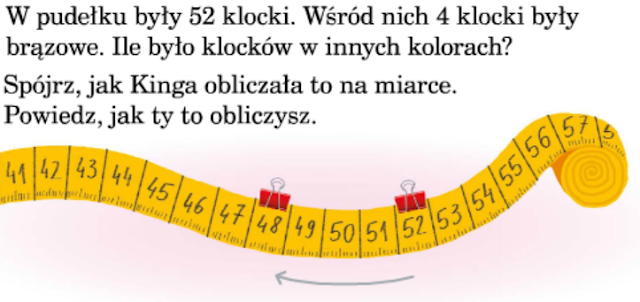 W pudełku były 52 klocki. Wśród nich 4 klocki były
brązowe. Ile było klocków w innych kolorach?
Spójrz, jak Kinga obliczała to na miarce.
Powiedz, jak ty to obliczysz.
41 42 43 44 45 46 47 48 49 50 51 52 53 54 55 56 57 5